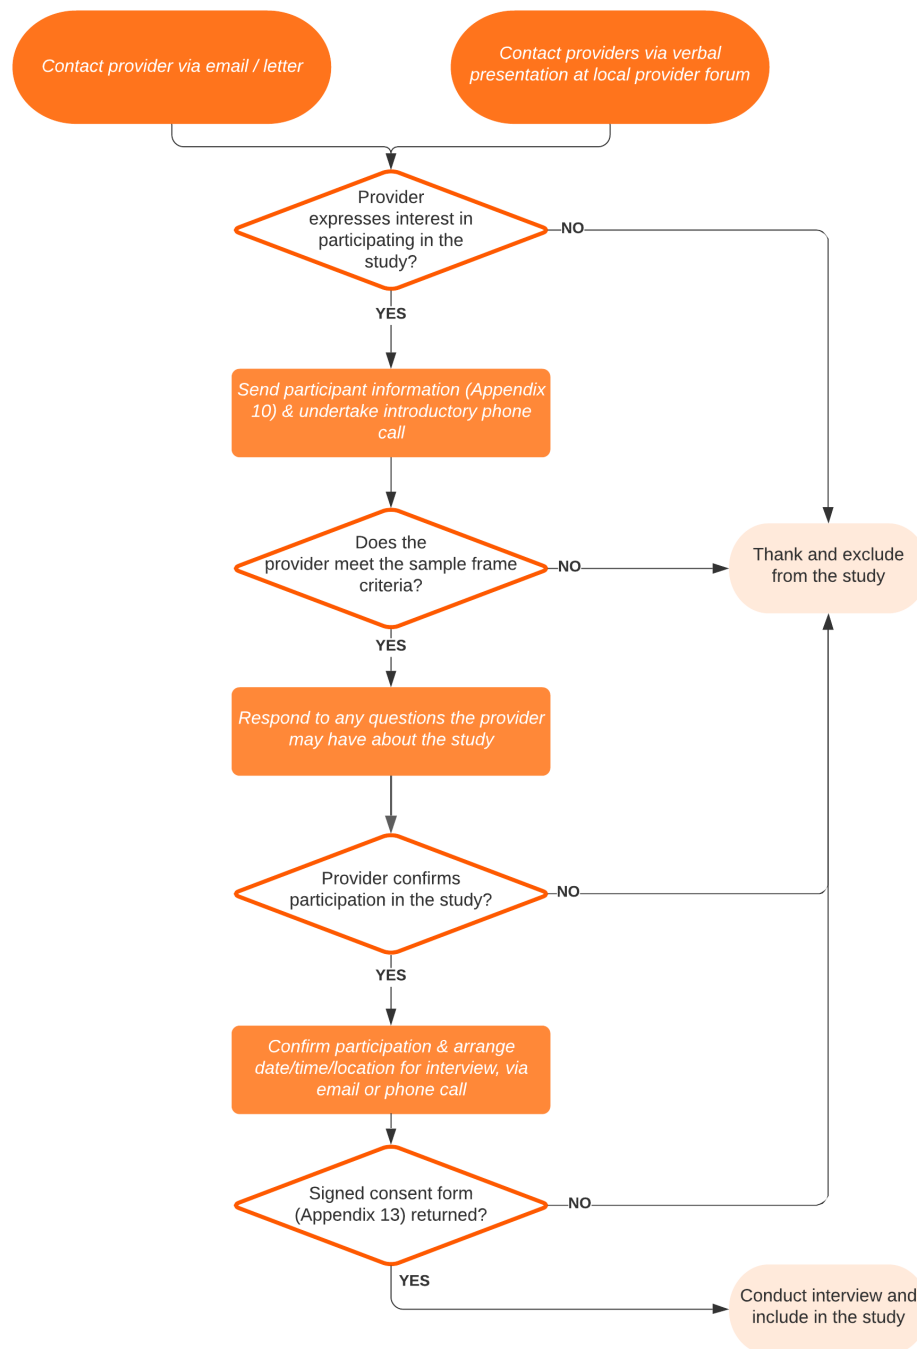 Contact provider via email / letter
Contact providers via verbal
presentation at local provider forum
Provider
expresses interest in
participating in the
study?
NO
YES
Send participant information (Appendix
10) & undertake introductory phone
call
Does the
provider meet the sample frame
criteria?
NO
Thank and exclude
from the study
YES
Respond to any questions the provider
may have about the study
Provider confirms
participation in the study?
NO
YES
Confirm participation & arrange
date/time/location for interview, via
email or phone call
Signed consent form
(Appendix 13) returned?
NO
YES
Conduct interview and
include in the study